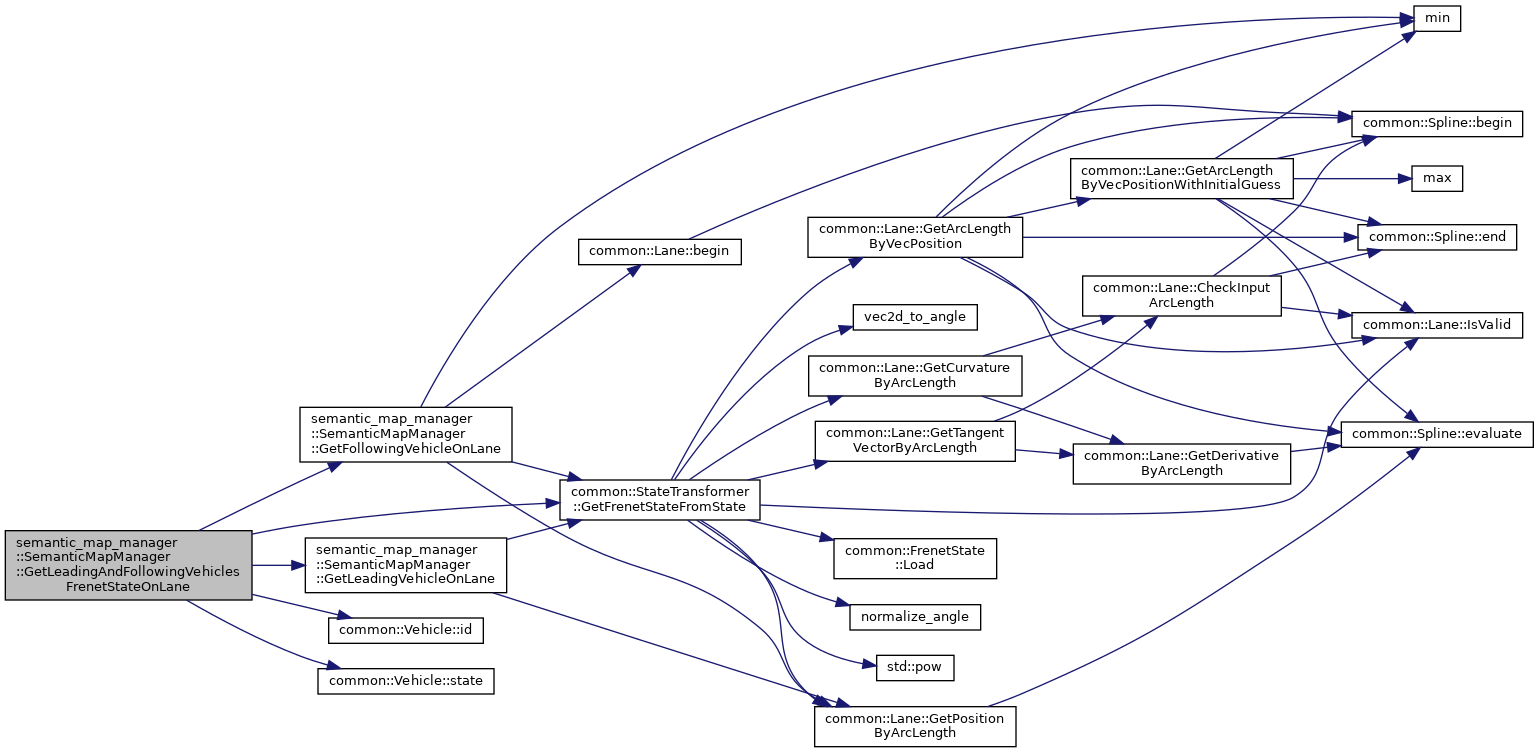 semantic_map_manager
::SemanticMapManager
::GetLeadingAndFollowingVehicles
FrenetStateOnLane
semantic_map_manager
::SemanticMapManager
::GetFollowingVehicleOnLane
semantic_map_manager
::SemanticMapManager
::GetLeadingVehicleOnLane
common::Vehicle::id
common::Vehicle::state
common::Lane::begin
common::StateTransformer
::GetFrenetStateFromState
common::Lane::GetArcLength
ByVecPosition
vec2d_to_angle
common::Lane::GetCurvature
ByArcLength
common::Lane::GetTangent
VectorByArcLength
common::FrenetState
::Load
normalize_angle
std::pow
common::Lane::GetPosition
ByArcLength
common::Lane::GetArcLength
ByVecPositionWithInitialGuess
common::Lane::CheckInput
ArcLength
common::Lane::GetDerivative
ByArcLength
min
common::Spline::begin
max
common::Spline::end
common::Lane::IsValid
common::Spline::evaluate